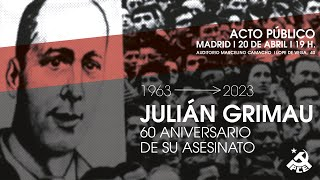 ACTO PÚBLICO
MADRID | 20 DE ABRIL | 19 H.
AUDITORIO MARCELINO CAMACHO | LOPE DE VEGA, 40
1963 → 2023
JULIÁN GRIMAU
60 ANIVERSARIO
DE SU ASESINATO
PCE